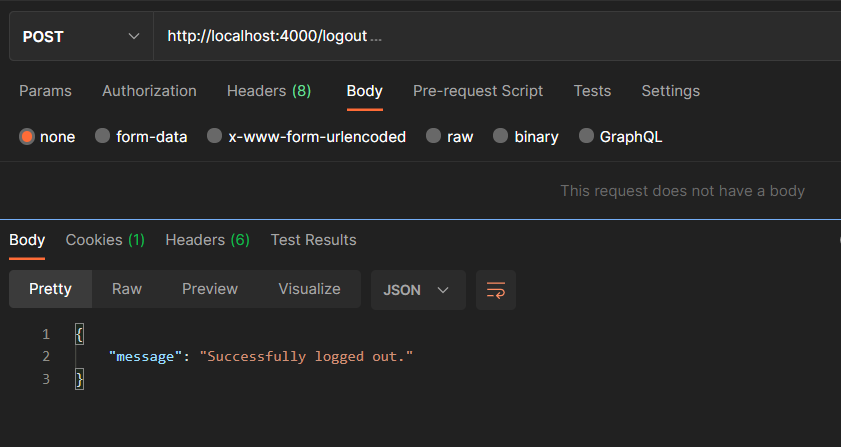 POST http://localhost:4000/logout ...
Params Authorization Headers (8) Body Pre-request Script Tests Settings
none form-data x-www-form-urlencoded raw binary GraphQL
This request does not have a body
Body Cookies (1) Headers (6) Test Results
Pretty Raw Preview Visualize JSON
1 {
2 "message": "Successfully logged out."
3 }